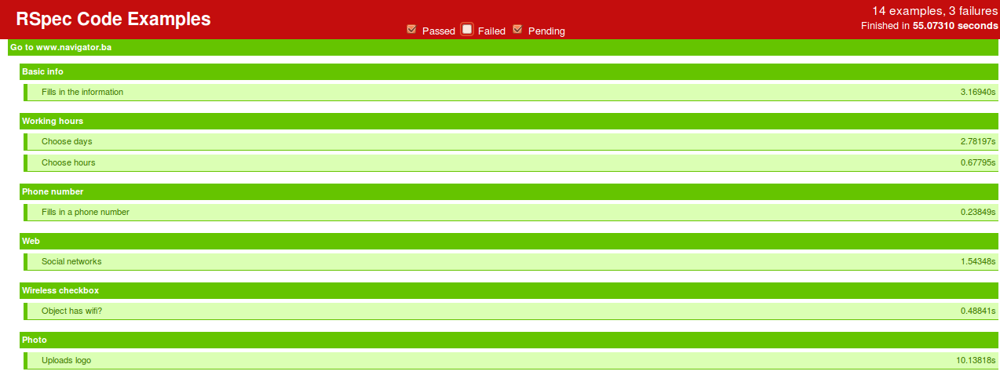 RSpec Code Examples
Passed Failed Pending
14 examples, 3 failures
Finished in 55.07310 seconds
Go to www.navigator.ba
Basic info
Fills in the information 3.16940s
Working hours
Choose days 2.78197s
Choose hours 0.67795s
Phone number
Fills in a phone number 0.23849s
Web
Social networks 1.54348s
Wireless checkbox
Object has wifi? 0.48841s
Photo
Uploads logo 10.13818s